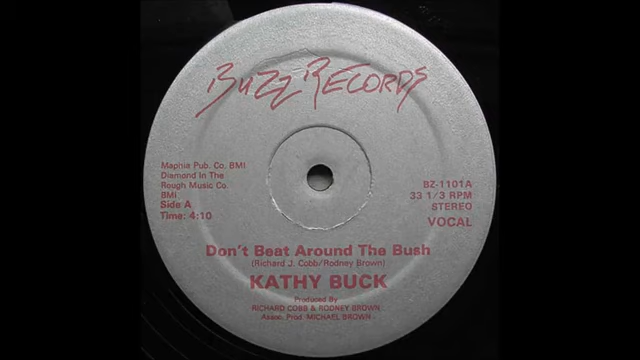 BUZZ RECORDS
Maphia Pub. Co. BMI
Diamond In The
Rough Music Co.
BMI
Side A
Time: 4:10
BZ-1101A
33 1/3 RPM
STEREO
VOCAL
Don't Beat Around The Bush
(Richard J. Cobb/Rodney Brown)
KATHY BUCK
Produced By
RICHARD COBB & RODNEY BROWN
Assoc. Prod. MICHAEL BROWN